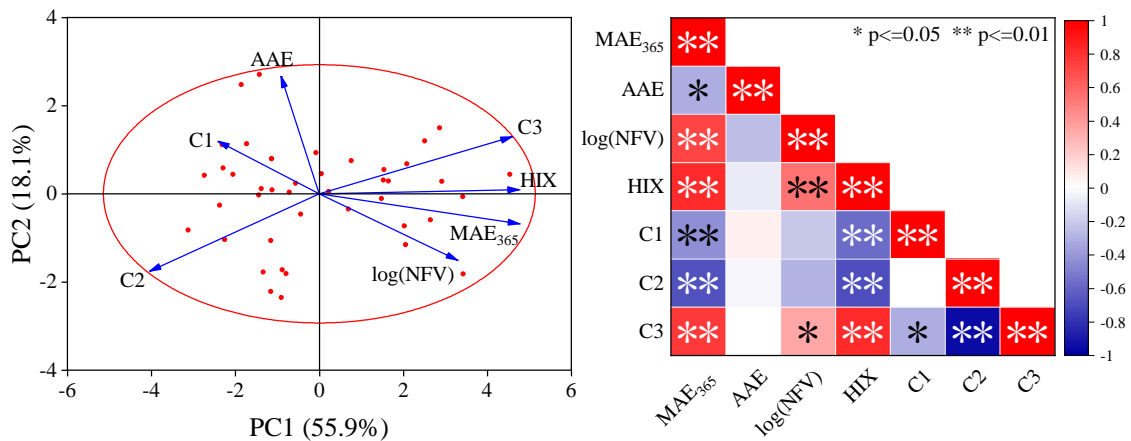 4
2
0
-2
-4
-6
-4
-2
0
2
4
6
PC2 (18.1%)
PC1 (55.9%)
AAE
C1
C3
HIX
MAE365
log(NFV)
C2
* p<=0.05 ** p<=0.01
MAE365
**
AAE
* **
log(NFV)
** **
HIX
** ** **
C1
** ** **
C2
** ** **
C3
** * ** * ** **
MAE365
AAE
log(NFV)
HIX
C1
C2
C3
1
0.8
0.6
0.4
0.2
0
-0.2
-0.4
-0.6
-0.8
-1